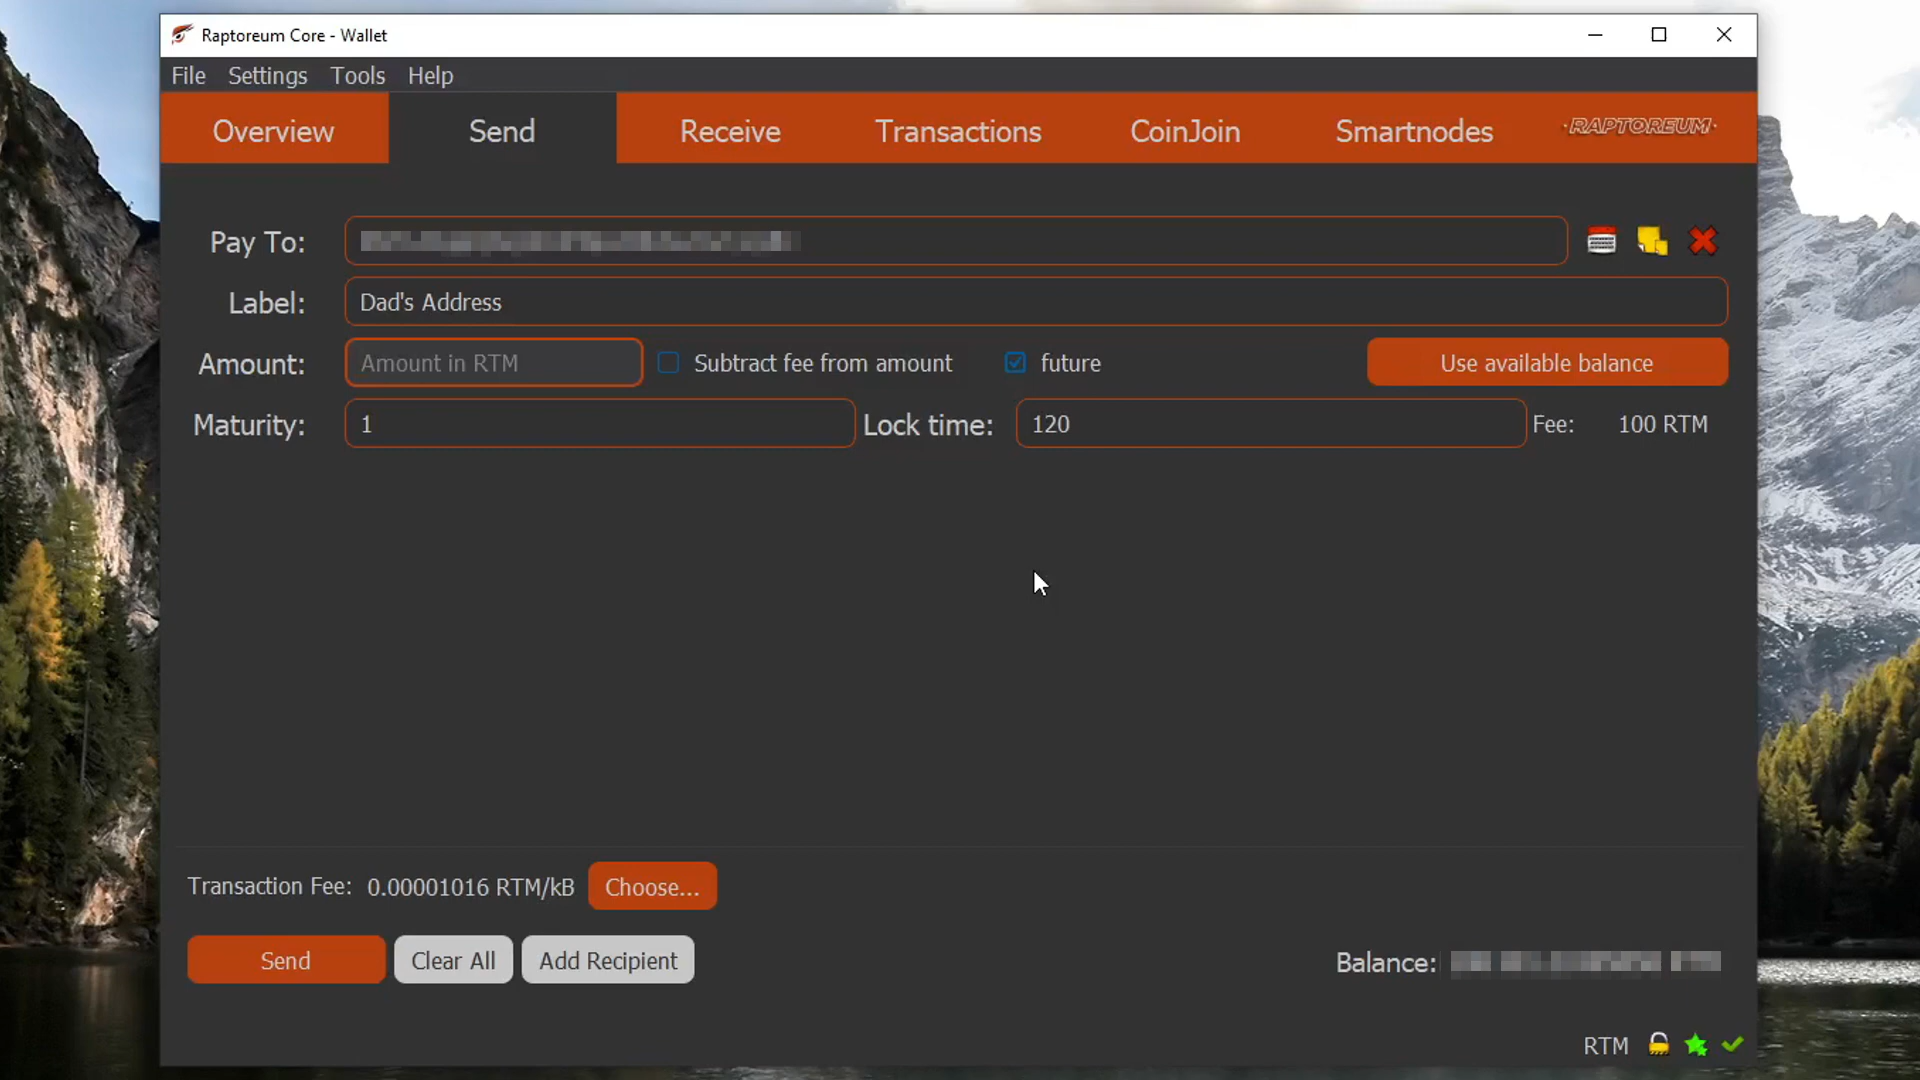 Raptoreum Core - Wallet
File Settings Tools Help
Overview Send Receive Transactions CoinJoin Smartnodes RAPTOREUM
Pay To:
Label: Dad's Address
Amount: Amount in RTM Subtract fee from amount future Use available balance
Maturity: 1 Lock time: 120 Fee: 100 RTM
Transaction Fee: 0.00001016 RTM/kB Choose...
Send Clear All Add Recipient Balance:
RTM